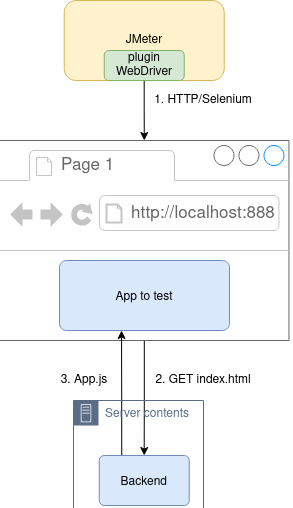 JMeter
plugin
WebDriver
1. HTTP/Selenium
Page 1
http://localhost:888
App to test
3. App.js
2. GET index.html
Server contents
Backend